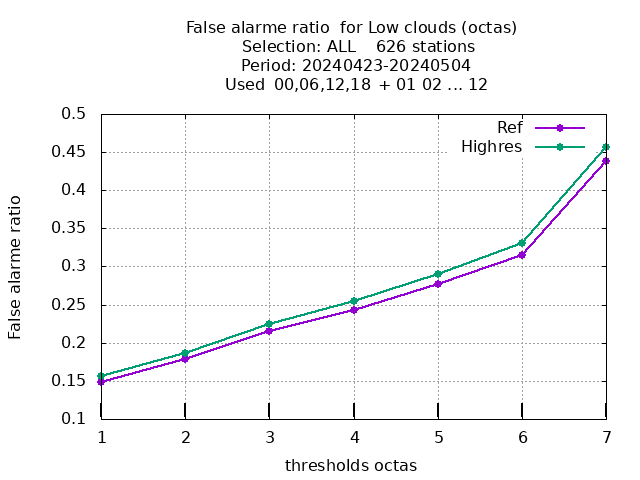 False alarme ratio  for Low clouds (octas)
Selection: ALL    626 stations
Period: 20240423-20240504
Used  00,06,12,18 + 01 02 ... 12
Ref
Highres
0.5
0.45
0.4
0.35
0.3
0.25
0.2
0.15
0.1
False alarme ratio
1 2 3 4 5 6 7
thresholds octas